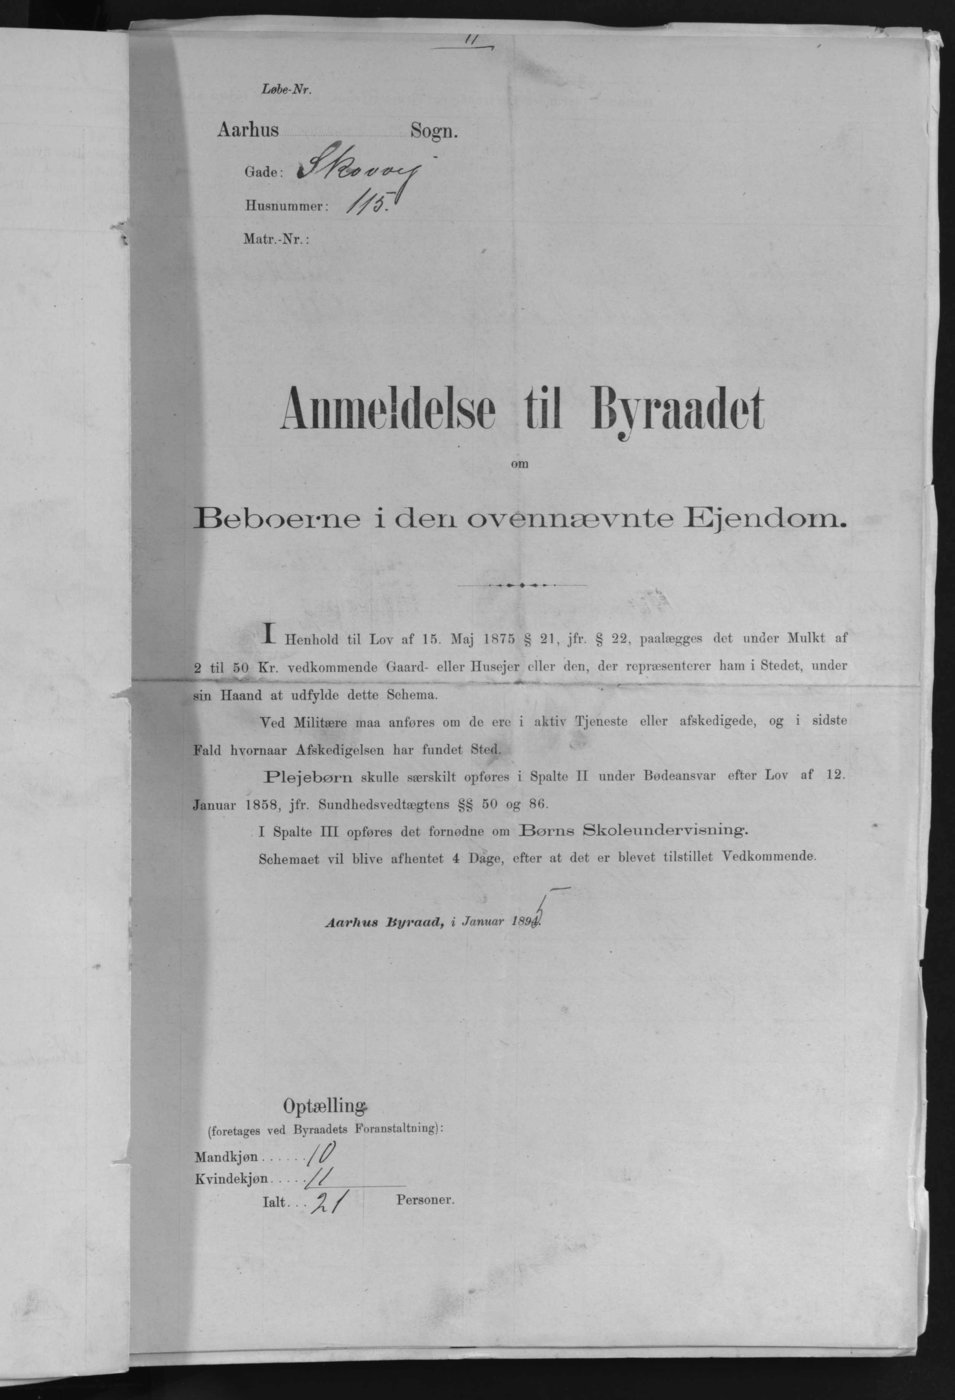 11
Løbe-Nr.
Aarhus Sogn.
Gade: Skovvej
Husnummer: 115.
Matr.-Nr.:
Anmeldelse til Byraadet
om
Beboerne i den ovennævnte Ejendom.
I Henhold til Lov af 15. Maj 1875 § 21, jfr. § 22, paalægges det under Mulkt af
2 til 50 Kr. vedkommende Gaard- eller Husejer eller den, der repræsenterer ham i Stedet, under
sin Haand at udfylde dette Schema.
Ved Militære maa anføres om de ere i aktiv Tjeneste eller afskedigede, og i sidste
Fald hvornaar Afskedigelsen har fundet Sted.
Plejebørn skulle særskilt opføres i Spalte II under Bødeansvar efter Lov af 12.
Januar 1858, jfr. Sundhedsvedtægtens §§ 50 og 86.
I Spalte III opføres det fornødne om Børns Skoleundervisning.
Schemaet vil blive afhentet 4 Dage, efter at det er blevet tilstillet Vedkommende.
Aarhus Byraad, i Januar 1895.
Optælling
(foretages ved Byraadets Foranstaltning):
Mandkjøn...... 10
Kvindekjøn..... 11
Ialt... 21 Personer.